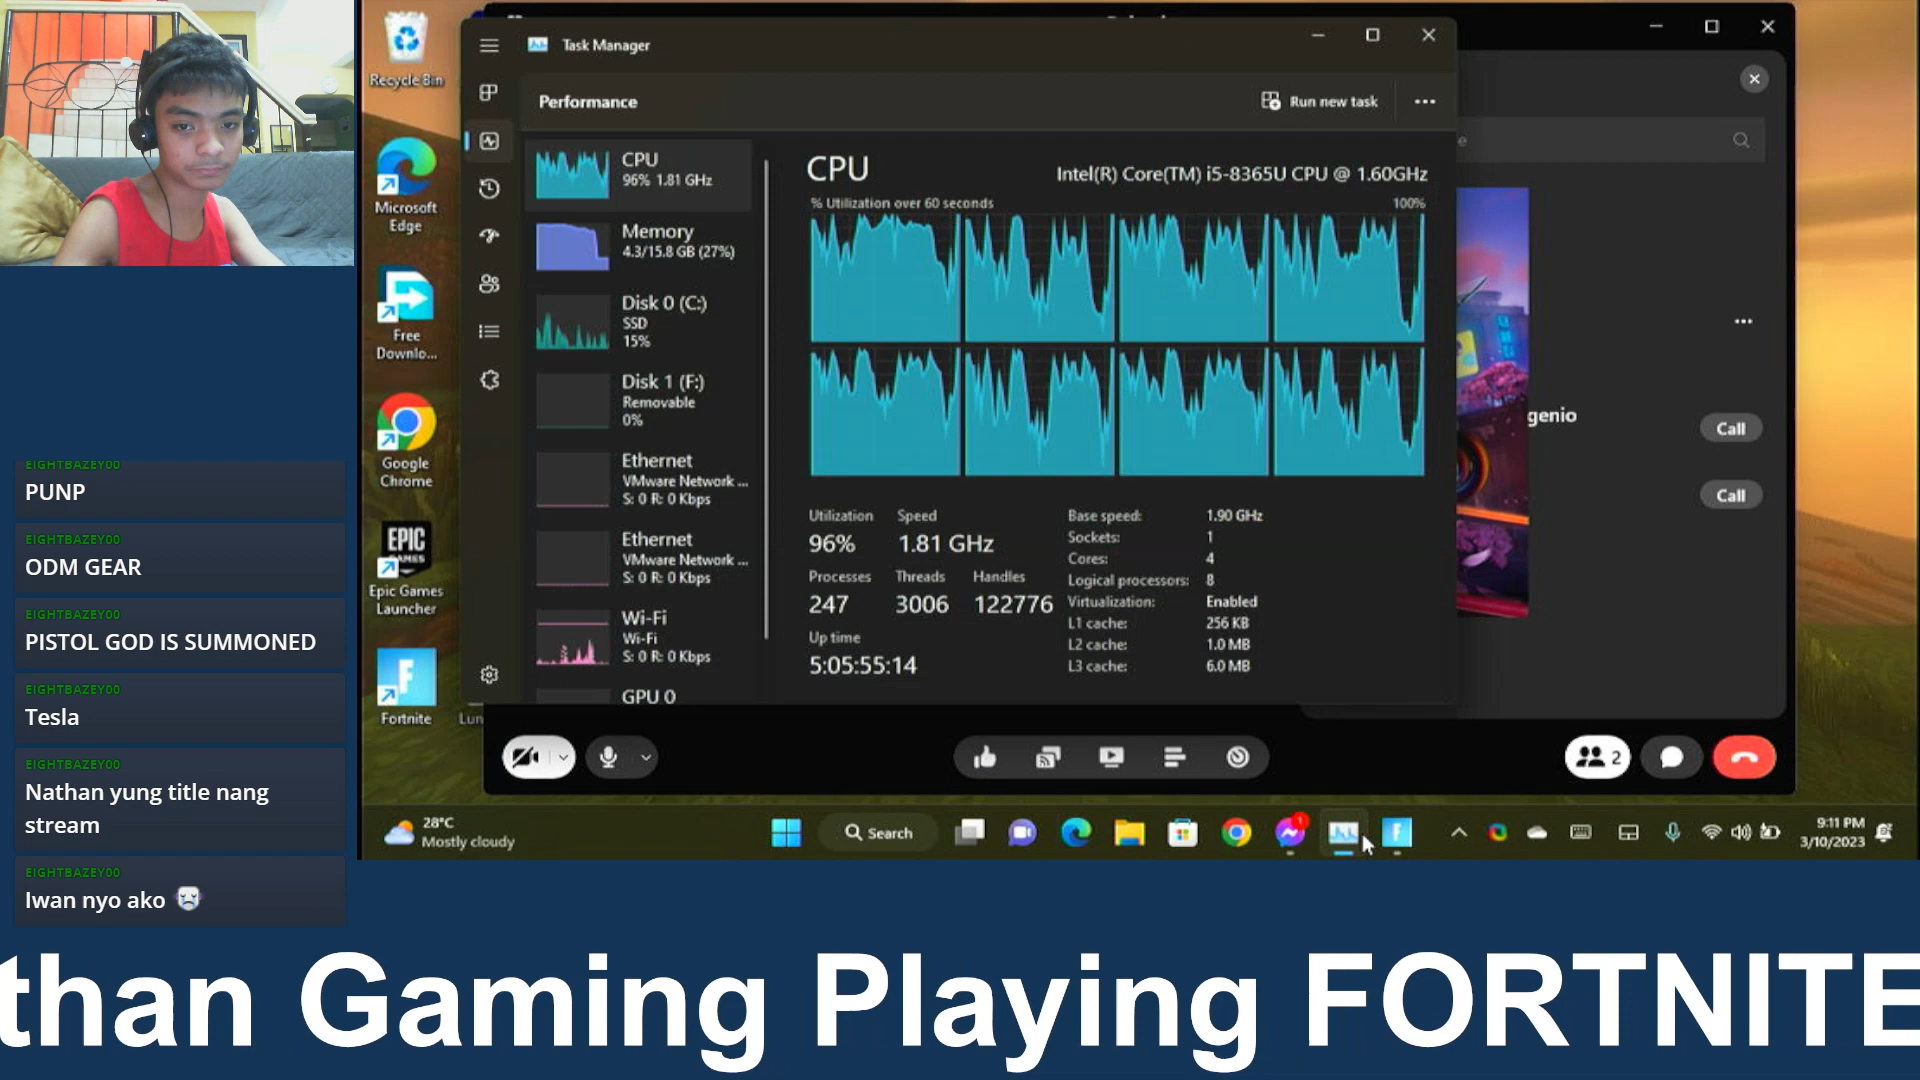 Recycle Bin
Microsoft
Edge
Free
Downlo...
Google
Chrome
EPIC
GAMES
Epic Games
Launcher
Fortnite
Lun
Task Manager
Performance
Run new task
CPU
96% 1.81 GHz
Memory
4.3/15.8 GB (27%)
Disk 0 (C:)
SSD
15%
Disk 1 (F:)
Removable
0%
Ethernet
VMware Network ...
S: 0 R: 0 Kbps
Ethernet
VMware Network ...
S: 0 R: 0 Kbps
Wi-Fi
Wi-Fi
S: 0 R: 0 Kbps
GPU 0
CPU
Intel(R) Core(TM) i5-8365U CPU @ 1.60GHz
% Utilization over 60 seconds
100%
Utilization
Speed
96%
1.81 GHz
Processes
Threads
Handles
247
3006
122776
Up time
5:05:55:14
Base speed: 1.90 GHz
Sockets: 1
Cores: 4
Logical processors: 8
Virtualization: Enabled
L1 cache: 256 KB
L2 cache: 1.0 MB
L3 cache: 6.0 MB
genio
Call
Call
2
EIGHTBAZEY00
PUNP
EIGHTBAZEY00
ODM GEAR
EIGHTBAZEY00
PISTOL GOD IS SUMMONED
EIGHTBAZEY00
Tesla
EIGHTBAZEY00
Nathan yung title nang
stream
EIGHTBAZEY00
Iwan nyo ako
28°C
Mostly cloudy
Search
1
9:11 PM
3/10/2023
than Gaming Playing FORTNITE